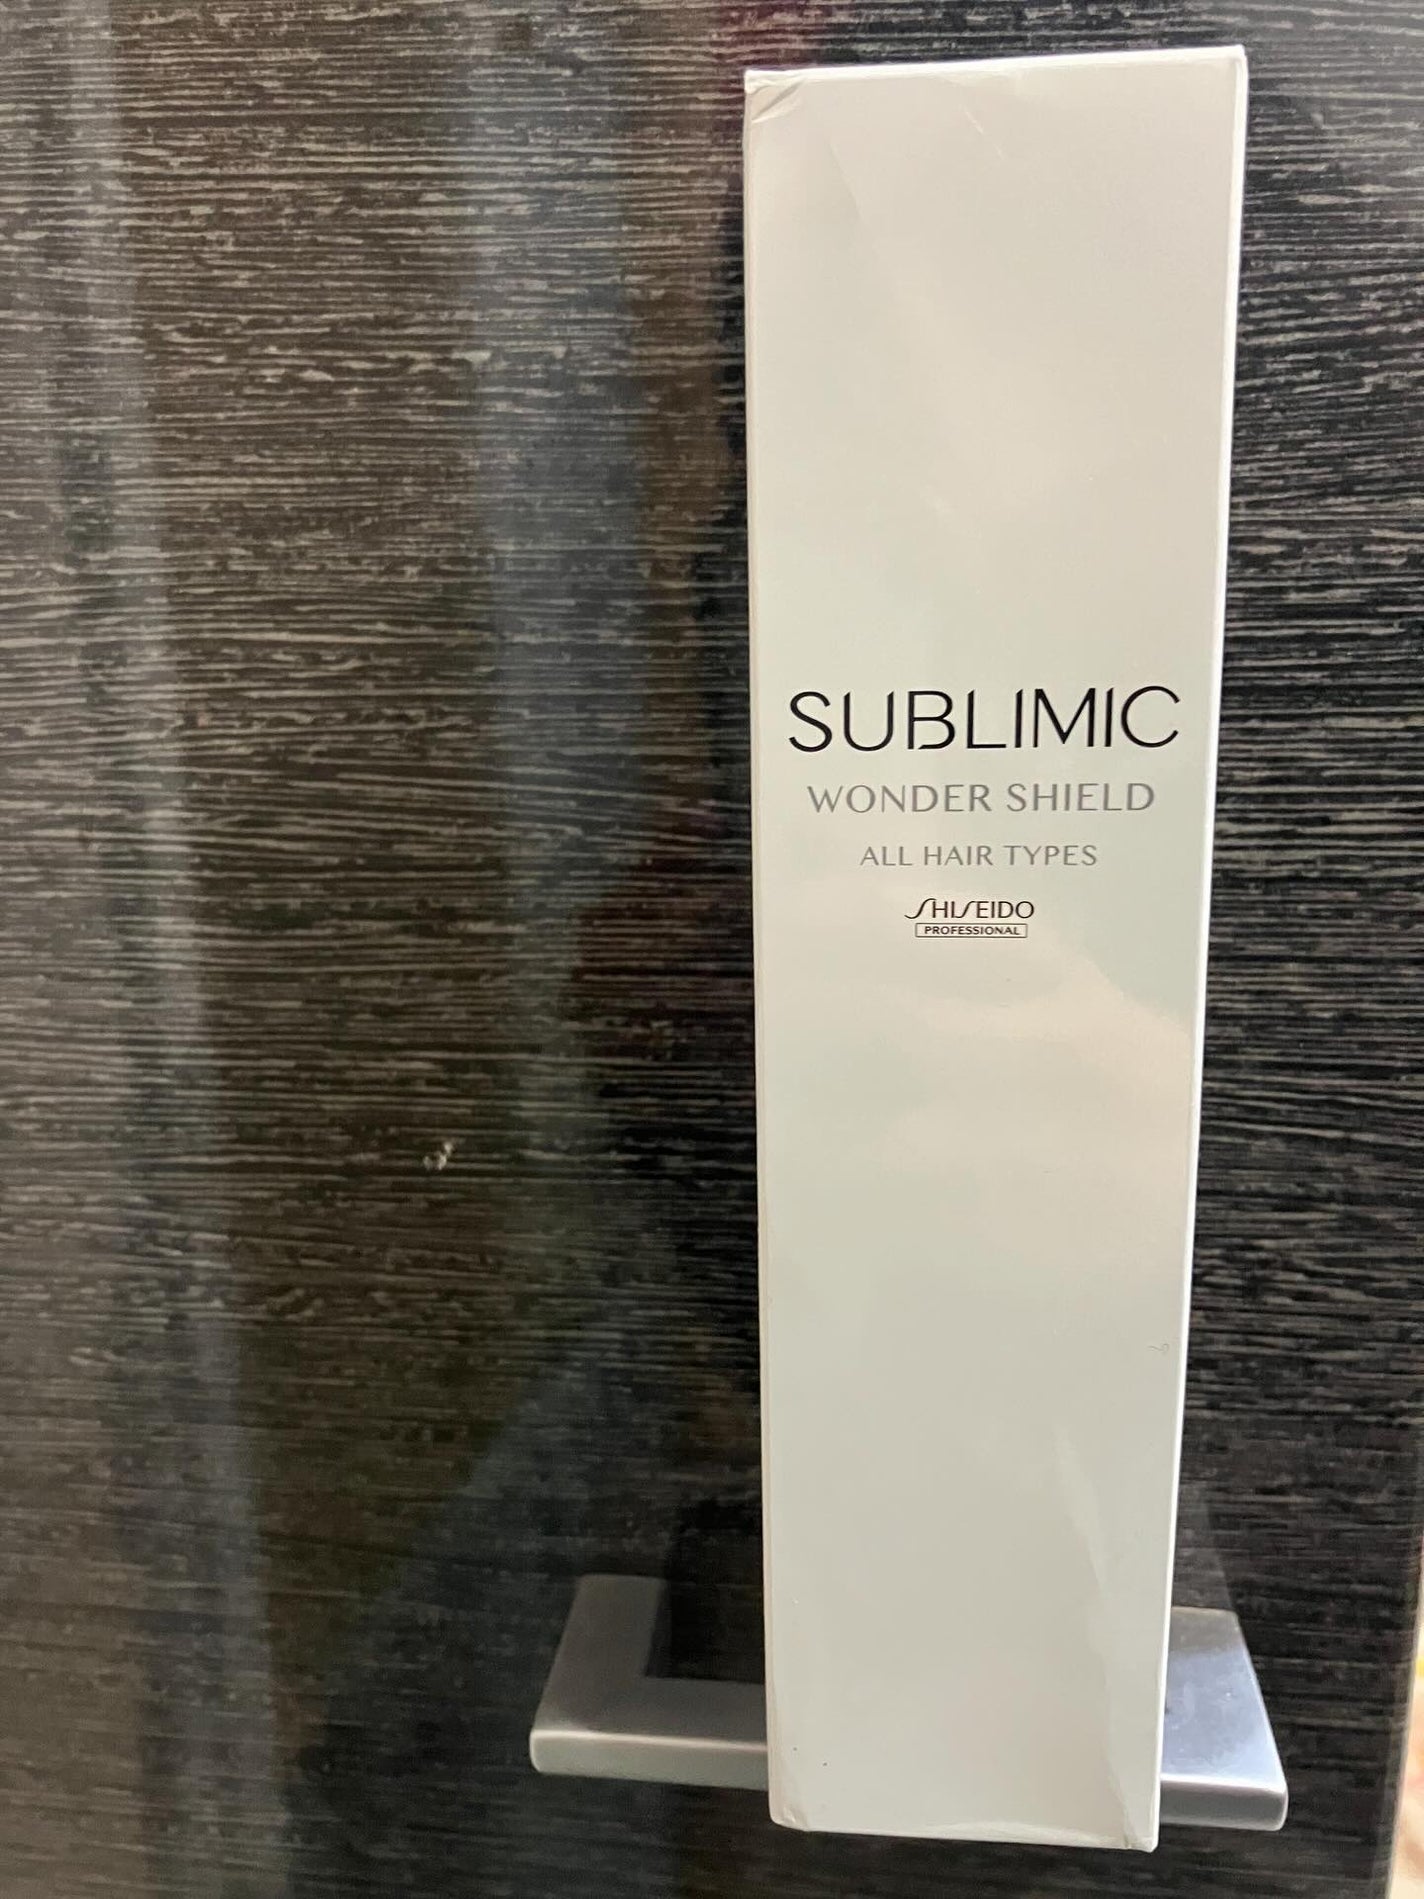 SUBLIMIC
WONDER SHIELD
ALL HAIR TYPES
SHISEIDO
PROFESSIONAL